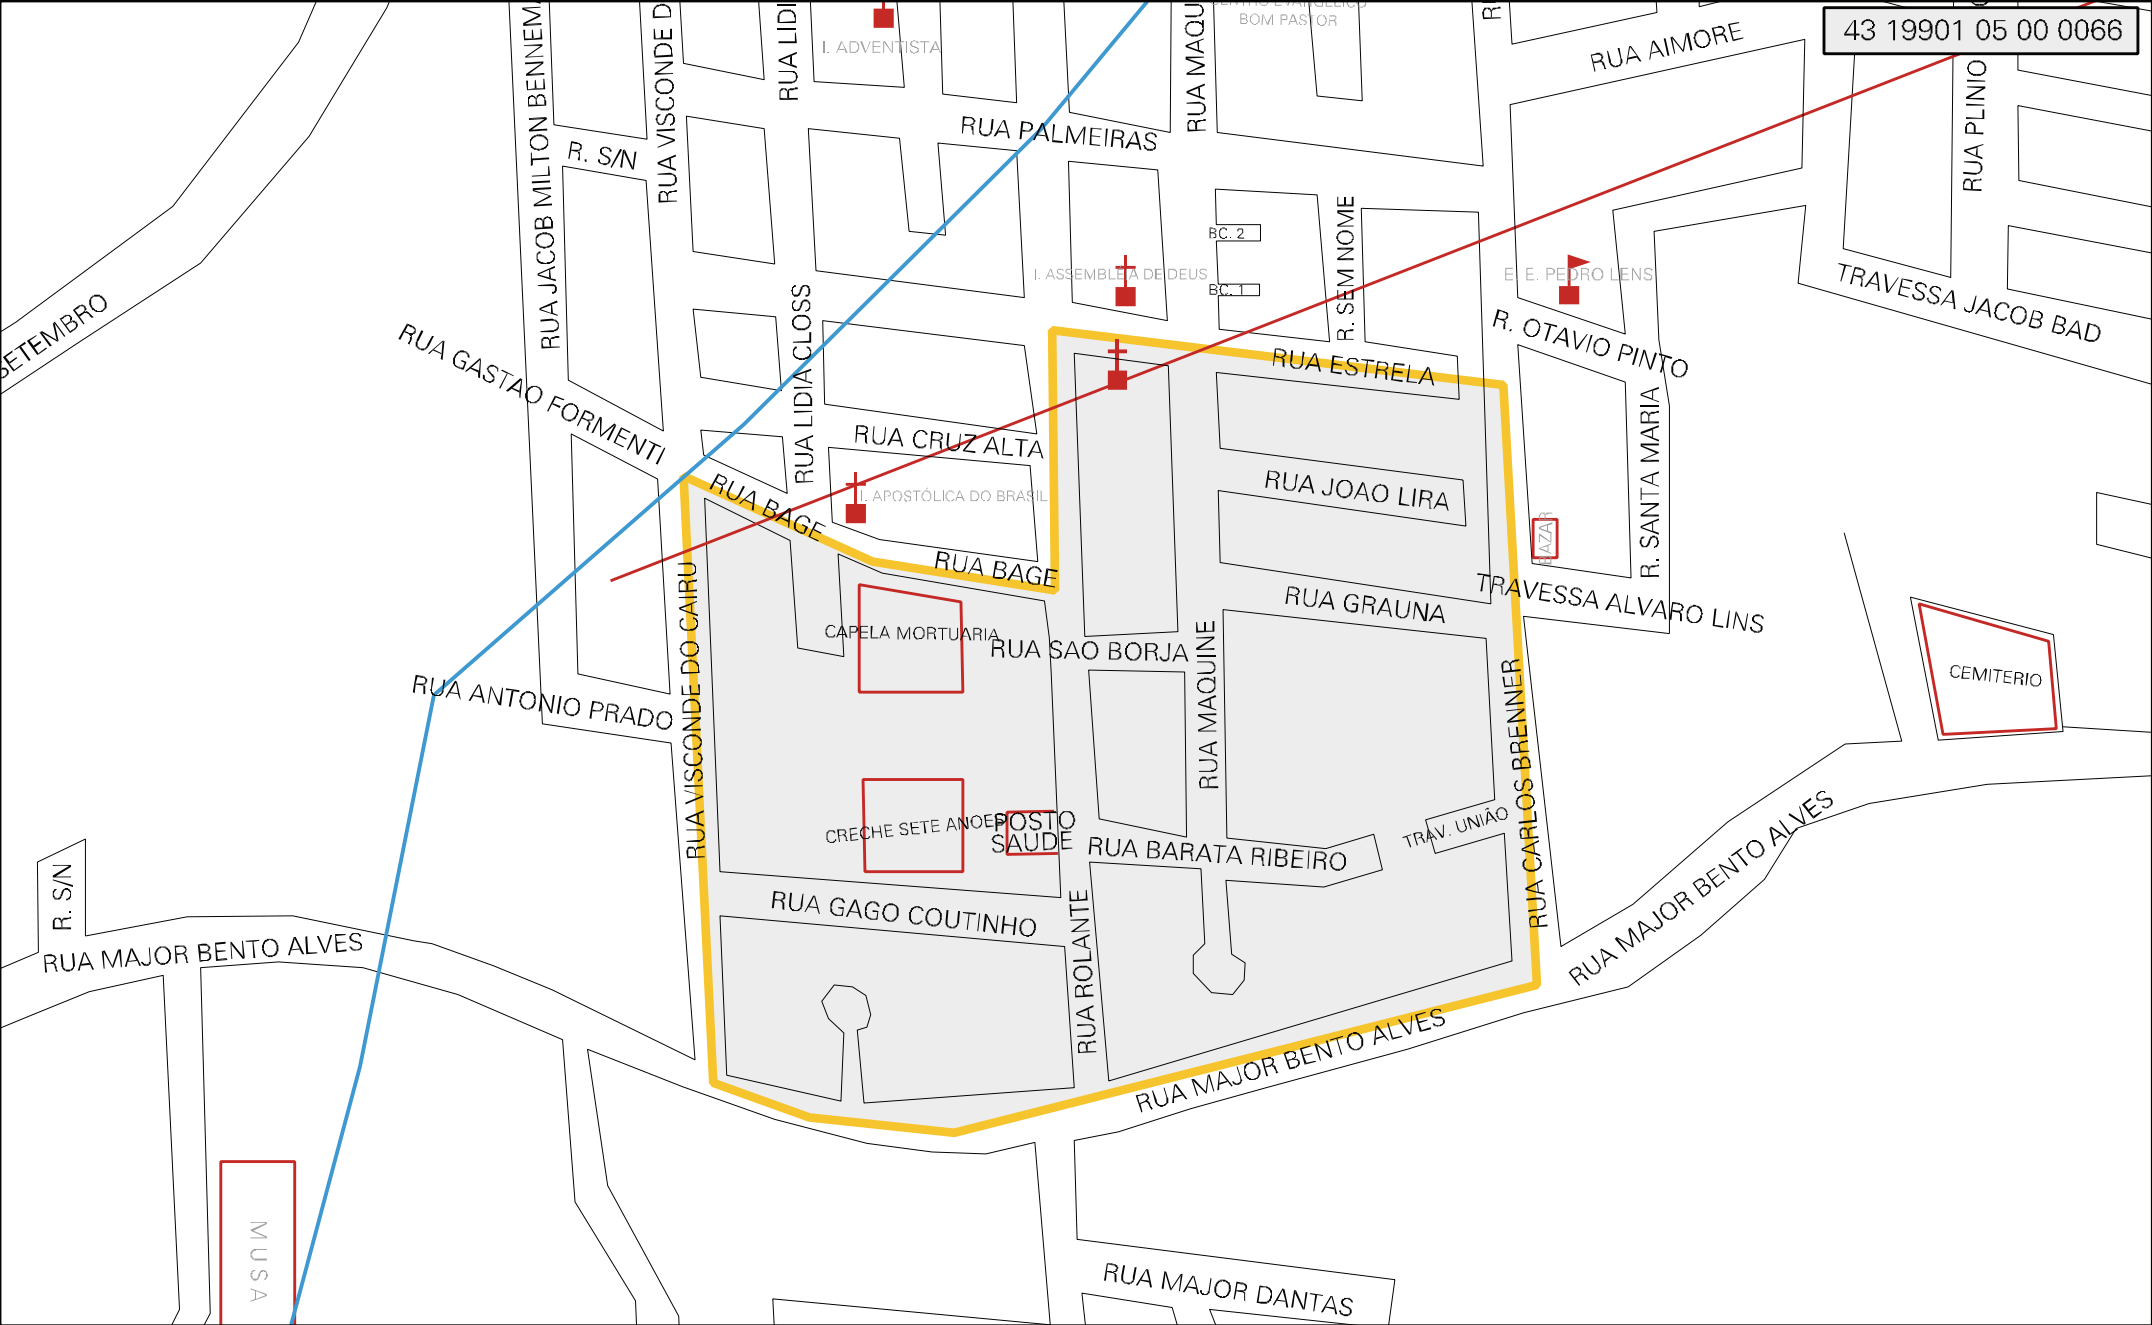 43 19901 05 00 0066
BOM PASTOR
I. ADVENTISTA
RUA AIMORE
RUA JACOB MILTON BENNEM
RUA VISCONDE D
RUA LIDI
RUA MAQU
RUA PLINIO
RUA PALMEIRAS
R. S/N
BC. 2
I. ASSEMBLEIA DE DEUS
BC. 1
R. SEM NOME
E. E. PEDRO LENS
TRAVESSA JACOB BAD
SETEMBRO
RUA GASTAO FORMENTI
RUA LIDIA CLOSS
R. OTAVIO PINTO
RUA ESTRELA
RUA CRUZ ALTA
RUA BAGE
I. APOSTÓLICA DO BRASIL
RUA JOAO LIRA
R. SANTA MARIA
BAZAR
RUA BAGE
TRAVESSA ALVARO LINS
RUA GRAUNA
CAPELA MORTUARIA
RUA SAO BORJA
RUA VISCONDE DO CAIRU
RUA MAQUINE
RUA CARLOS BRENNER
CEMITERIO
RUA ANTONIO PRADO
CRECHE SETE ANOES
POSTO
SAUDE
TRAV. UNIÃO
RUA BARATA RIBEIRO
RUA MAJOR BENTO ALVES
R. S/N
RUA GAGO COUTINHO
RUA ROLANTE
RUA MAJOR BENTO ALVES
RUA MAJOR BENTO ALVES
MUSA
RUA MAJOR DANTAS